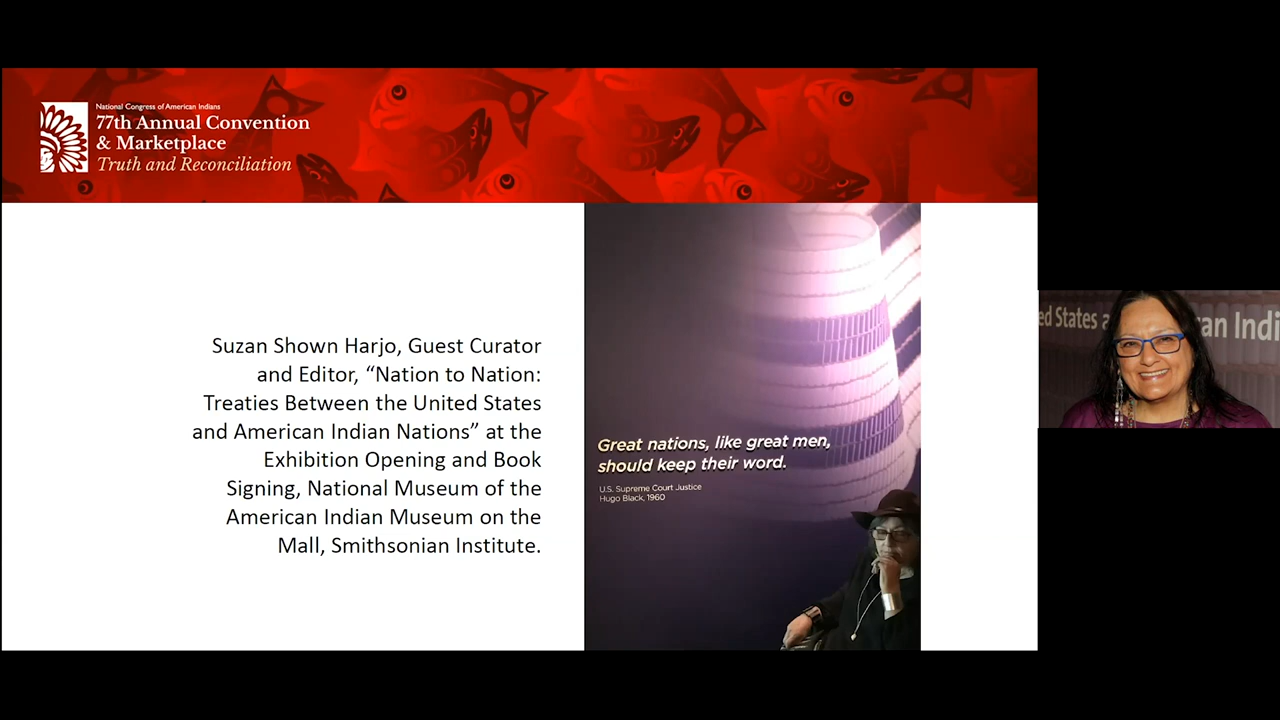 National Congress of American Indians
77th Annual Convention
& Marketplace
Truth and Reconciliation
Suzan Shown Harjo, Guest Curator
and Editor, “Nation to Nation:
Treaties Between the United States
and American Indian Nations” at the
Exhibition Opening and Book
Signing, National Museum of the
American Indian Museum on the
Mall, Smithsonian Institute.
Great nations, like great men,
should keep their word.
U.S. Supreme Court Justice
Hugo Black, 1960
States